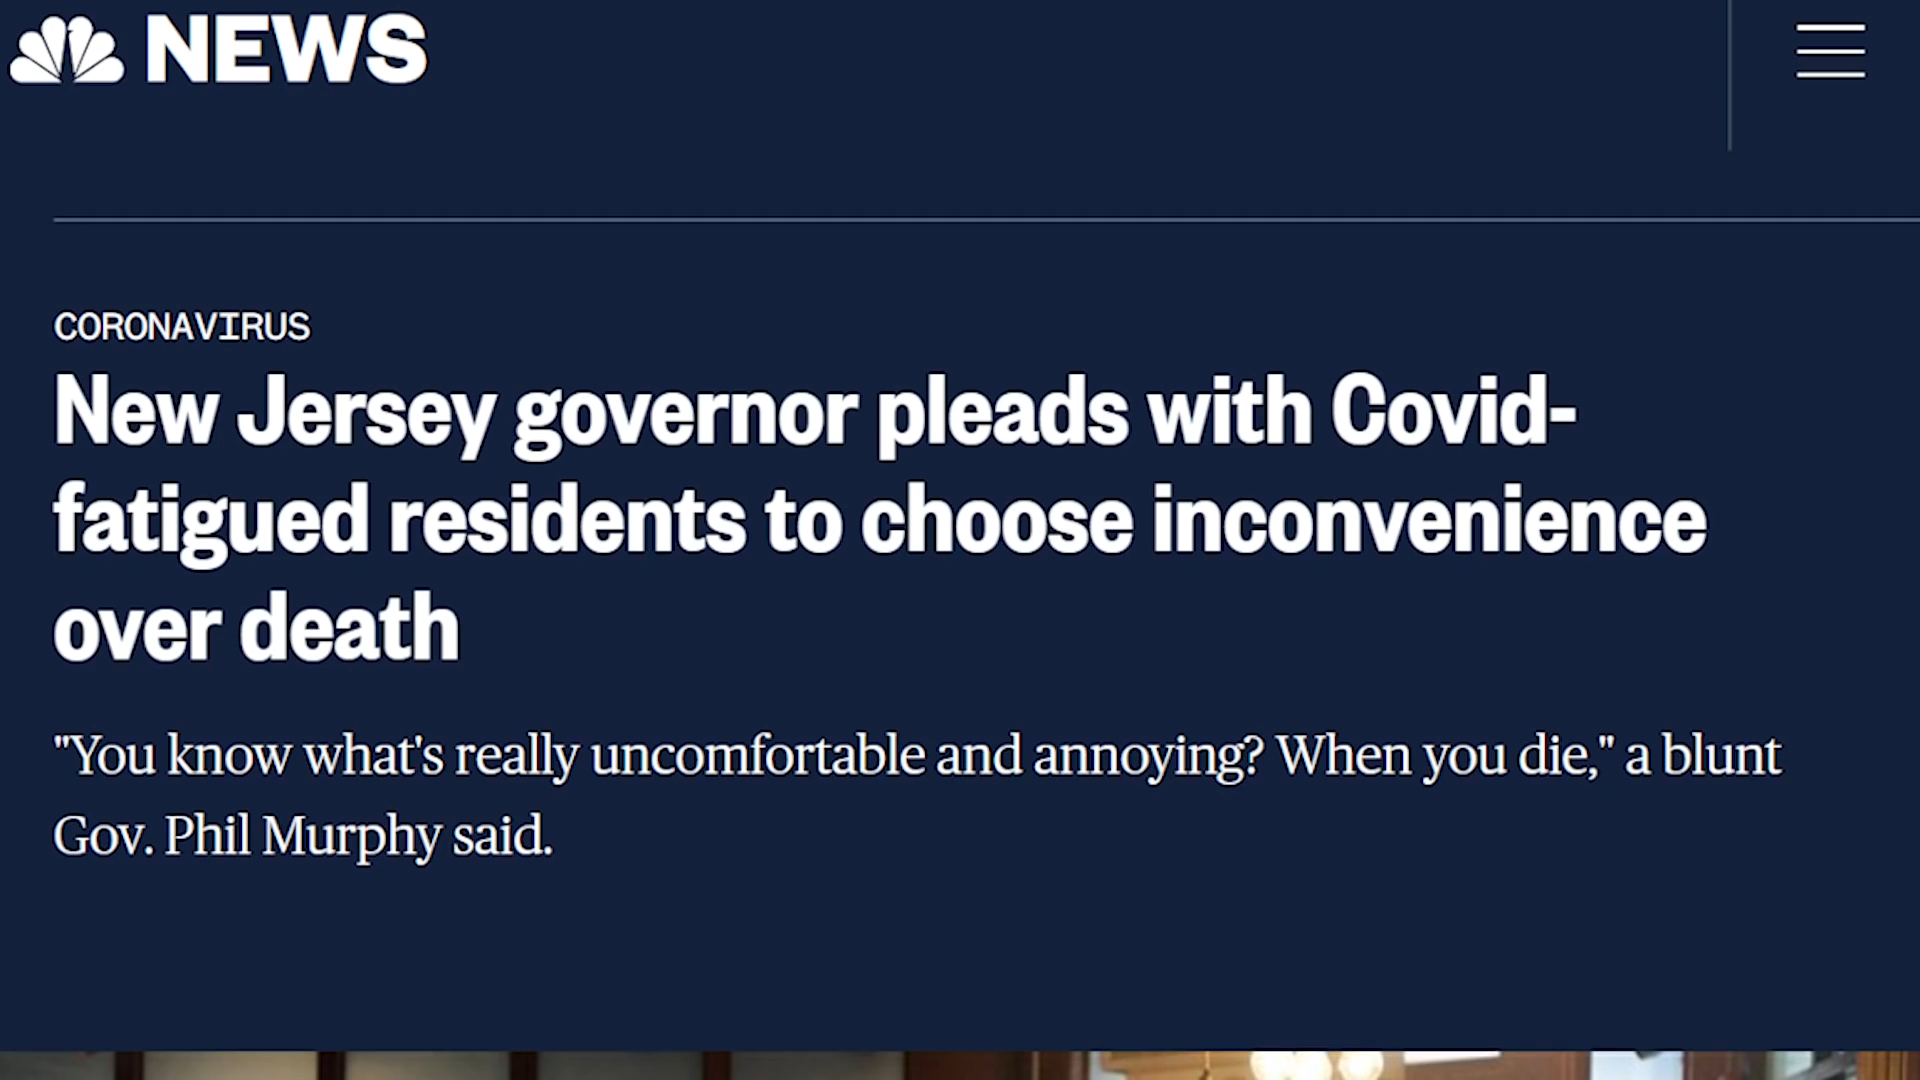 NEWS
CORONAVIRUS
New Jersey governor pleads with Covid-
fatigued residents to choose inconvenience
over death
"You know what's really uncomfortable and annoying? When you die," a blunt
Gov. Phil Murphy said.